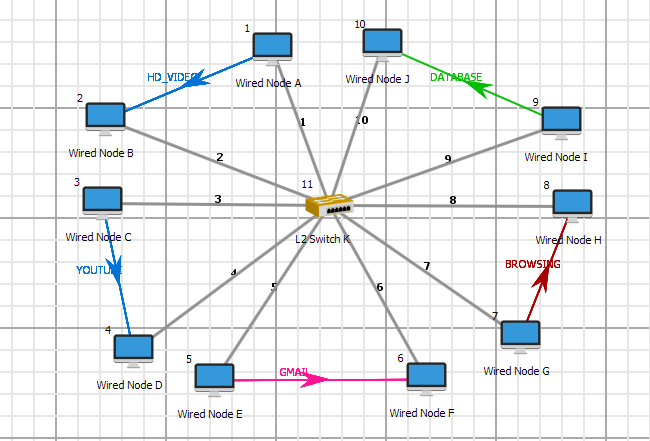 1
10
HD_VIDEO
Wired Node A
Wired Node J
DATABASE
2
9
1
10
Wired Node B
2
9
Wired Node I
3
11
8
3
8
Wired Node C
L2 Switch K
Wired Node H
YOUTUBE
4
5
6
7
BROWSING
4
7
5
6
GMAIL
Wired Node D
Wired Node G
Wired Node E
Wired Node F